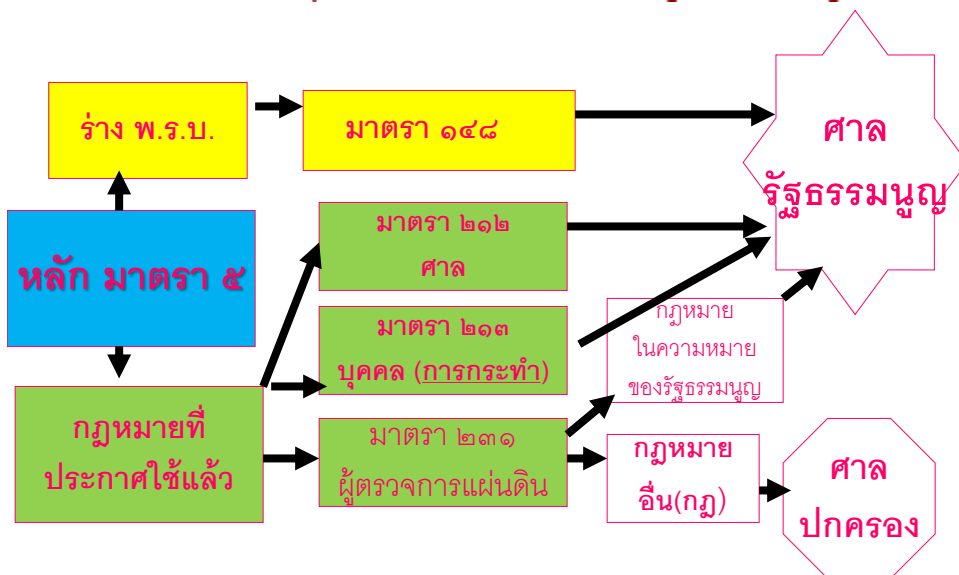 ร่าง พ.ร.บ.
มาตรา ๑๔๘
ศาล
รัฐธรรมนูญ
หลัก มาตรา ๕
มาตรา ๒๑๒
ศาล
มาตรา ๒๑๓
บุคคล (การกระทำ)
กฎหมาย
ในความหมาย
ของรัฐธรรมนูญ
กฎหมายที่
ประกาศใช้แล้ว
มาตรา ๒๓๑
ผู้ตรวจการแผ่นดิน
กฎหมาย
อื่น(กฎ)
ศาล
ปกครอง